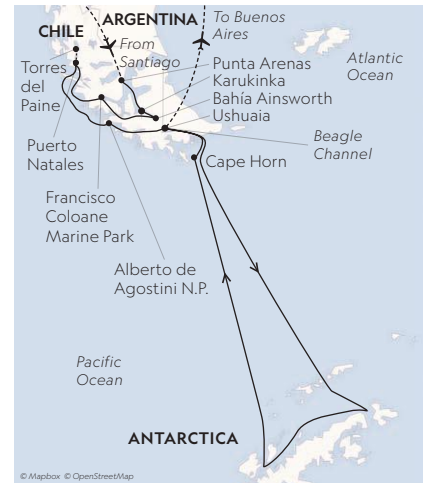 ARGENTINA
To Buenos
Aires
CHILE
From
Santiago
Atlantic
Ocean
Torres
del
Paine
Punta Arenas
Karukinka
Bahía Ainsworth
Ushuaia
Beagle
Channel
Puerto
Natales
Cape Horn
Francisco
Coloane
Marine Park
Alberto de
Agostini N.P.
Pacific
Ocean
ANTARCTICA
© Mapbox © OpenStreetMap